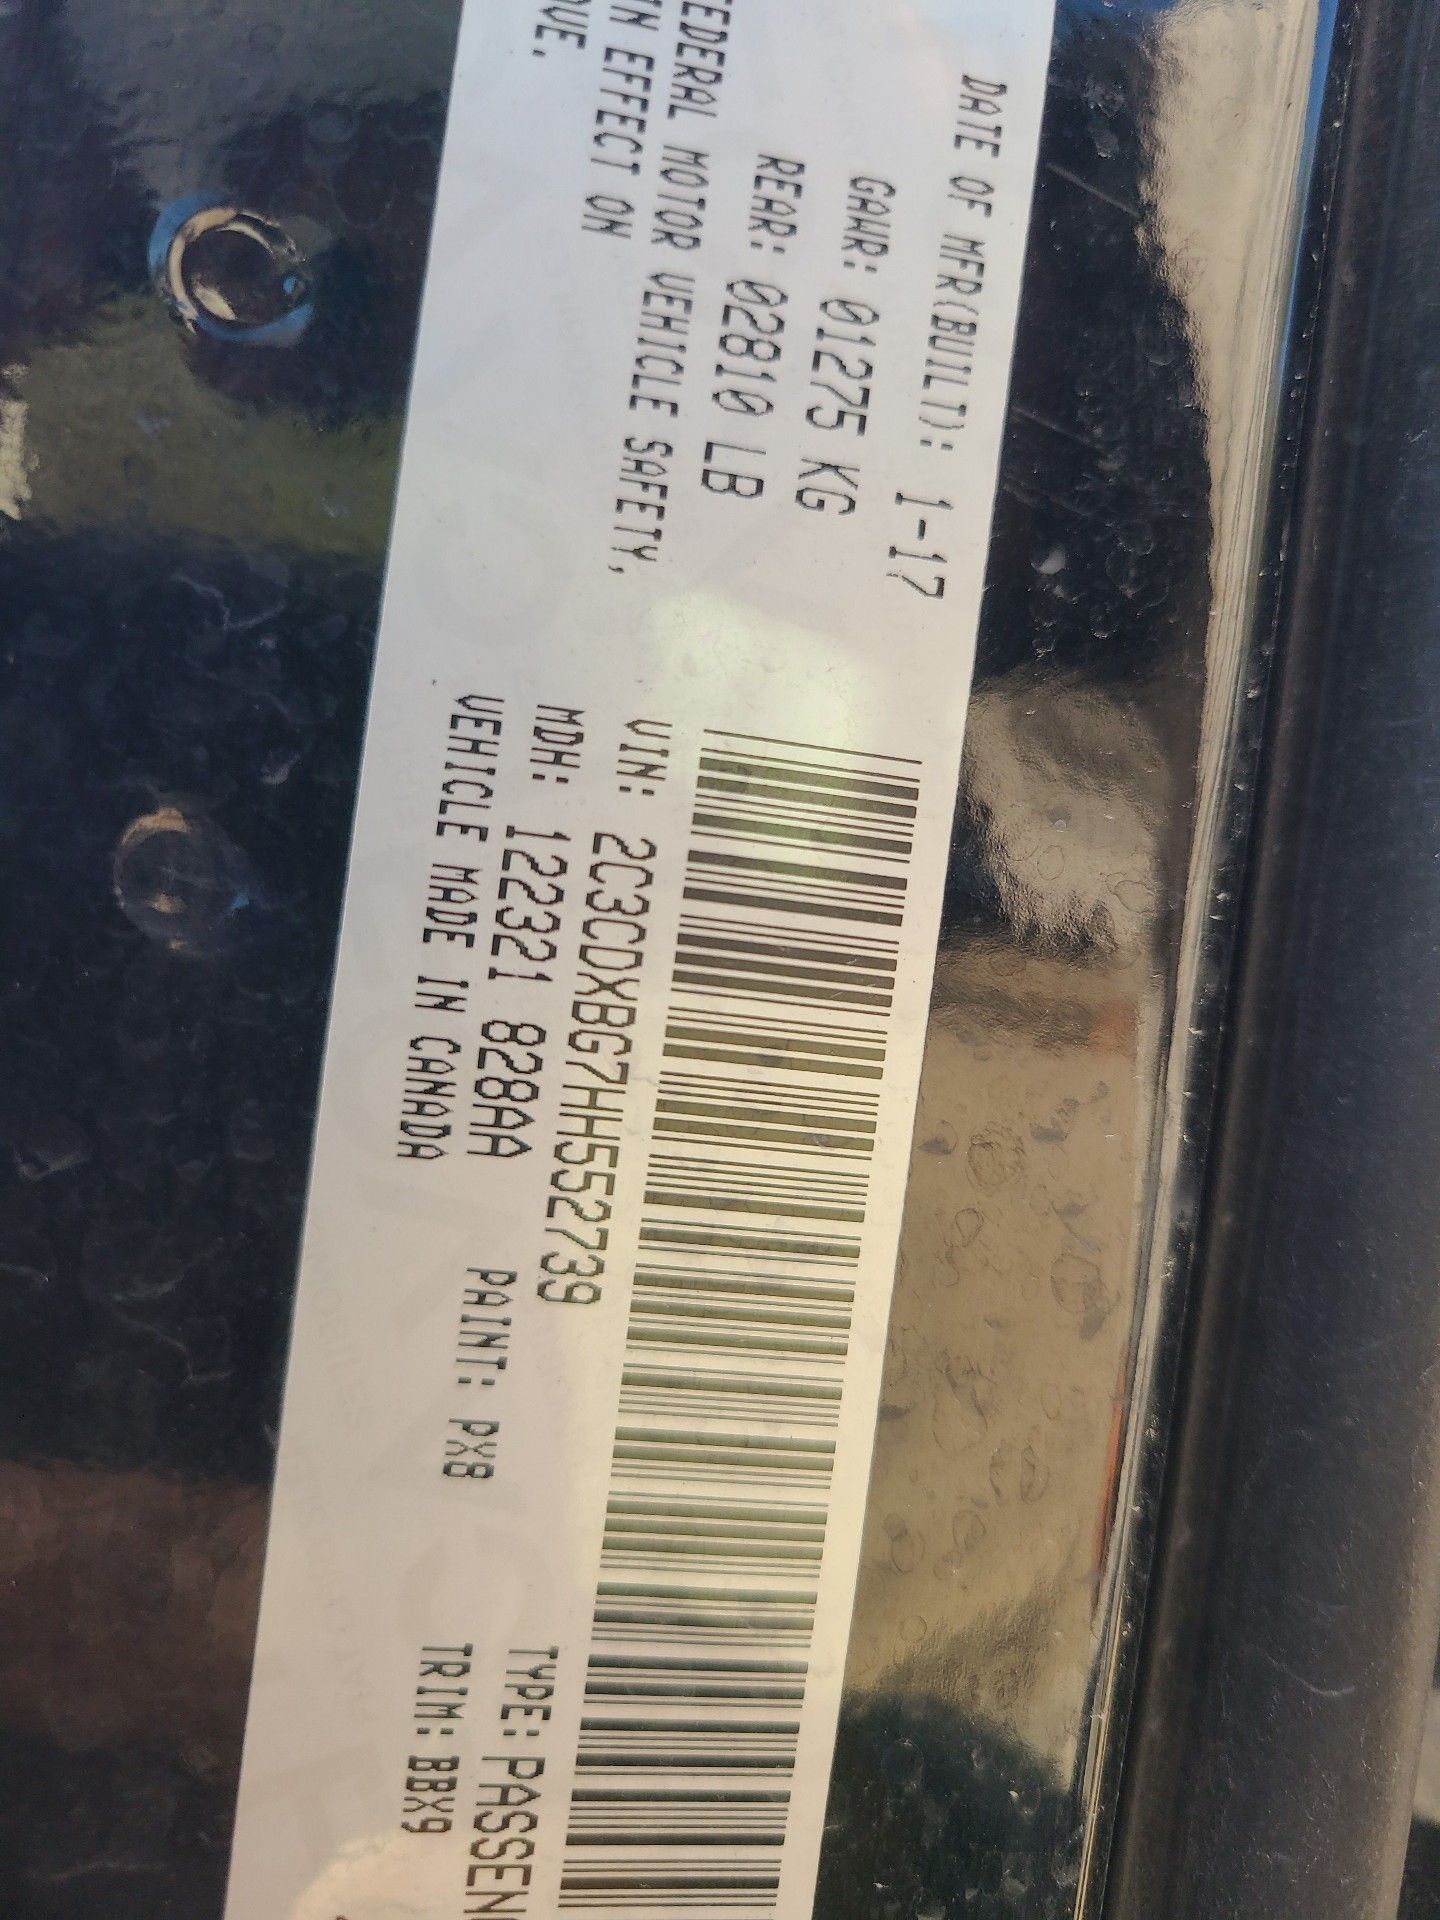 DATE OF MFR(BUILT): 1-17
GAWR: 01275 KG
REAR: 02810 LB
FEDERAL MOTOR VEHICLE SAFETY,
IN EFFECT ON
VIN: 2C3CDXBG7HH552739
MDH: 122321 828AA
TYPE: PASSEN
VEHICLE MADE IN CANADA
PAINT: PX8
TRIM: BBX9